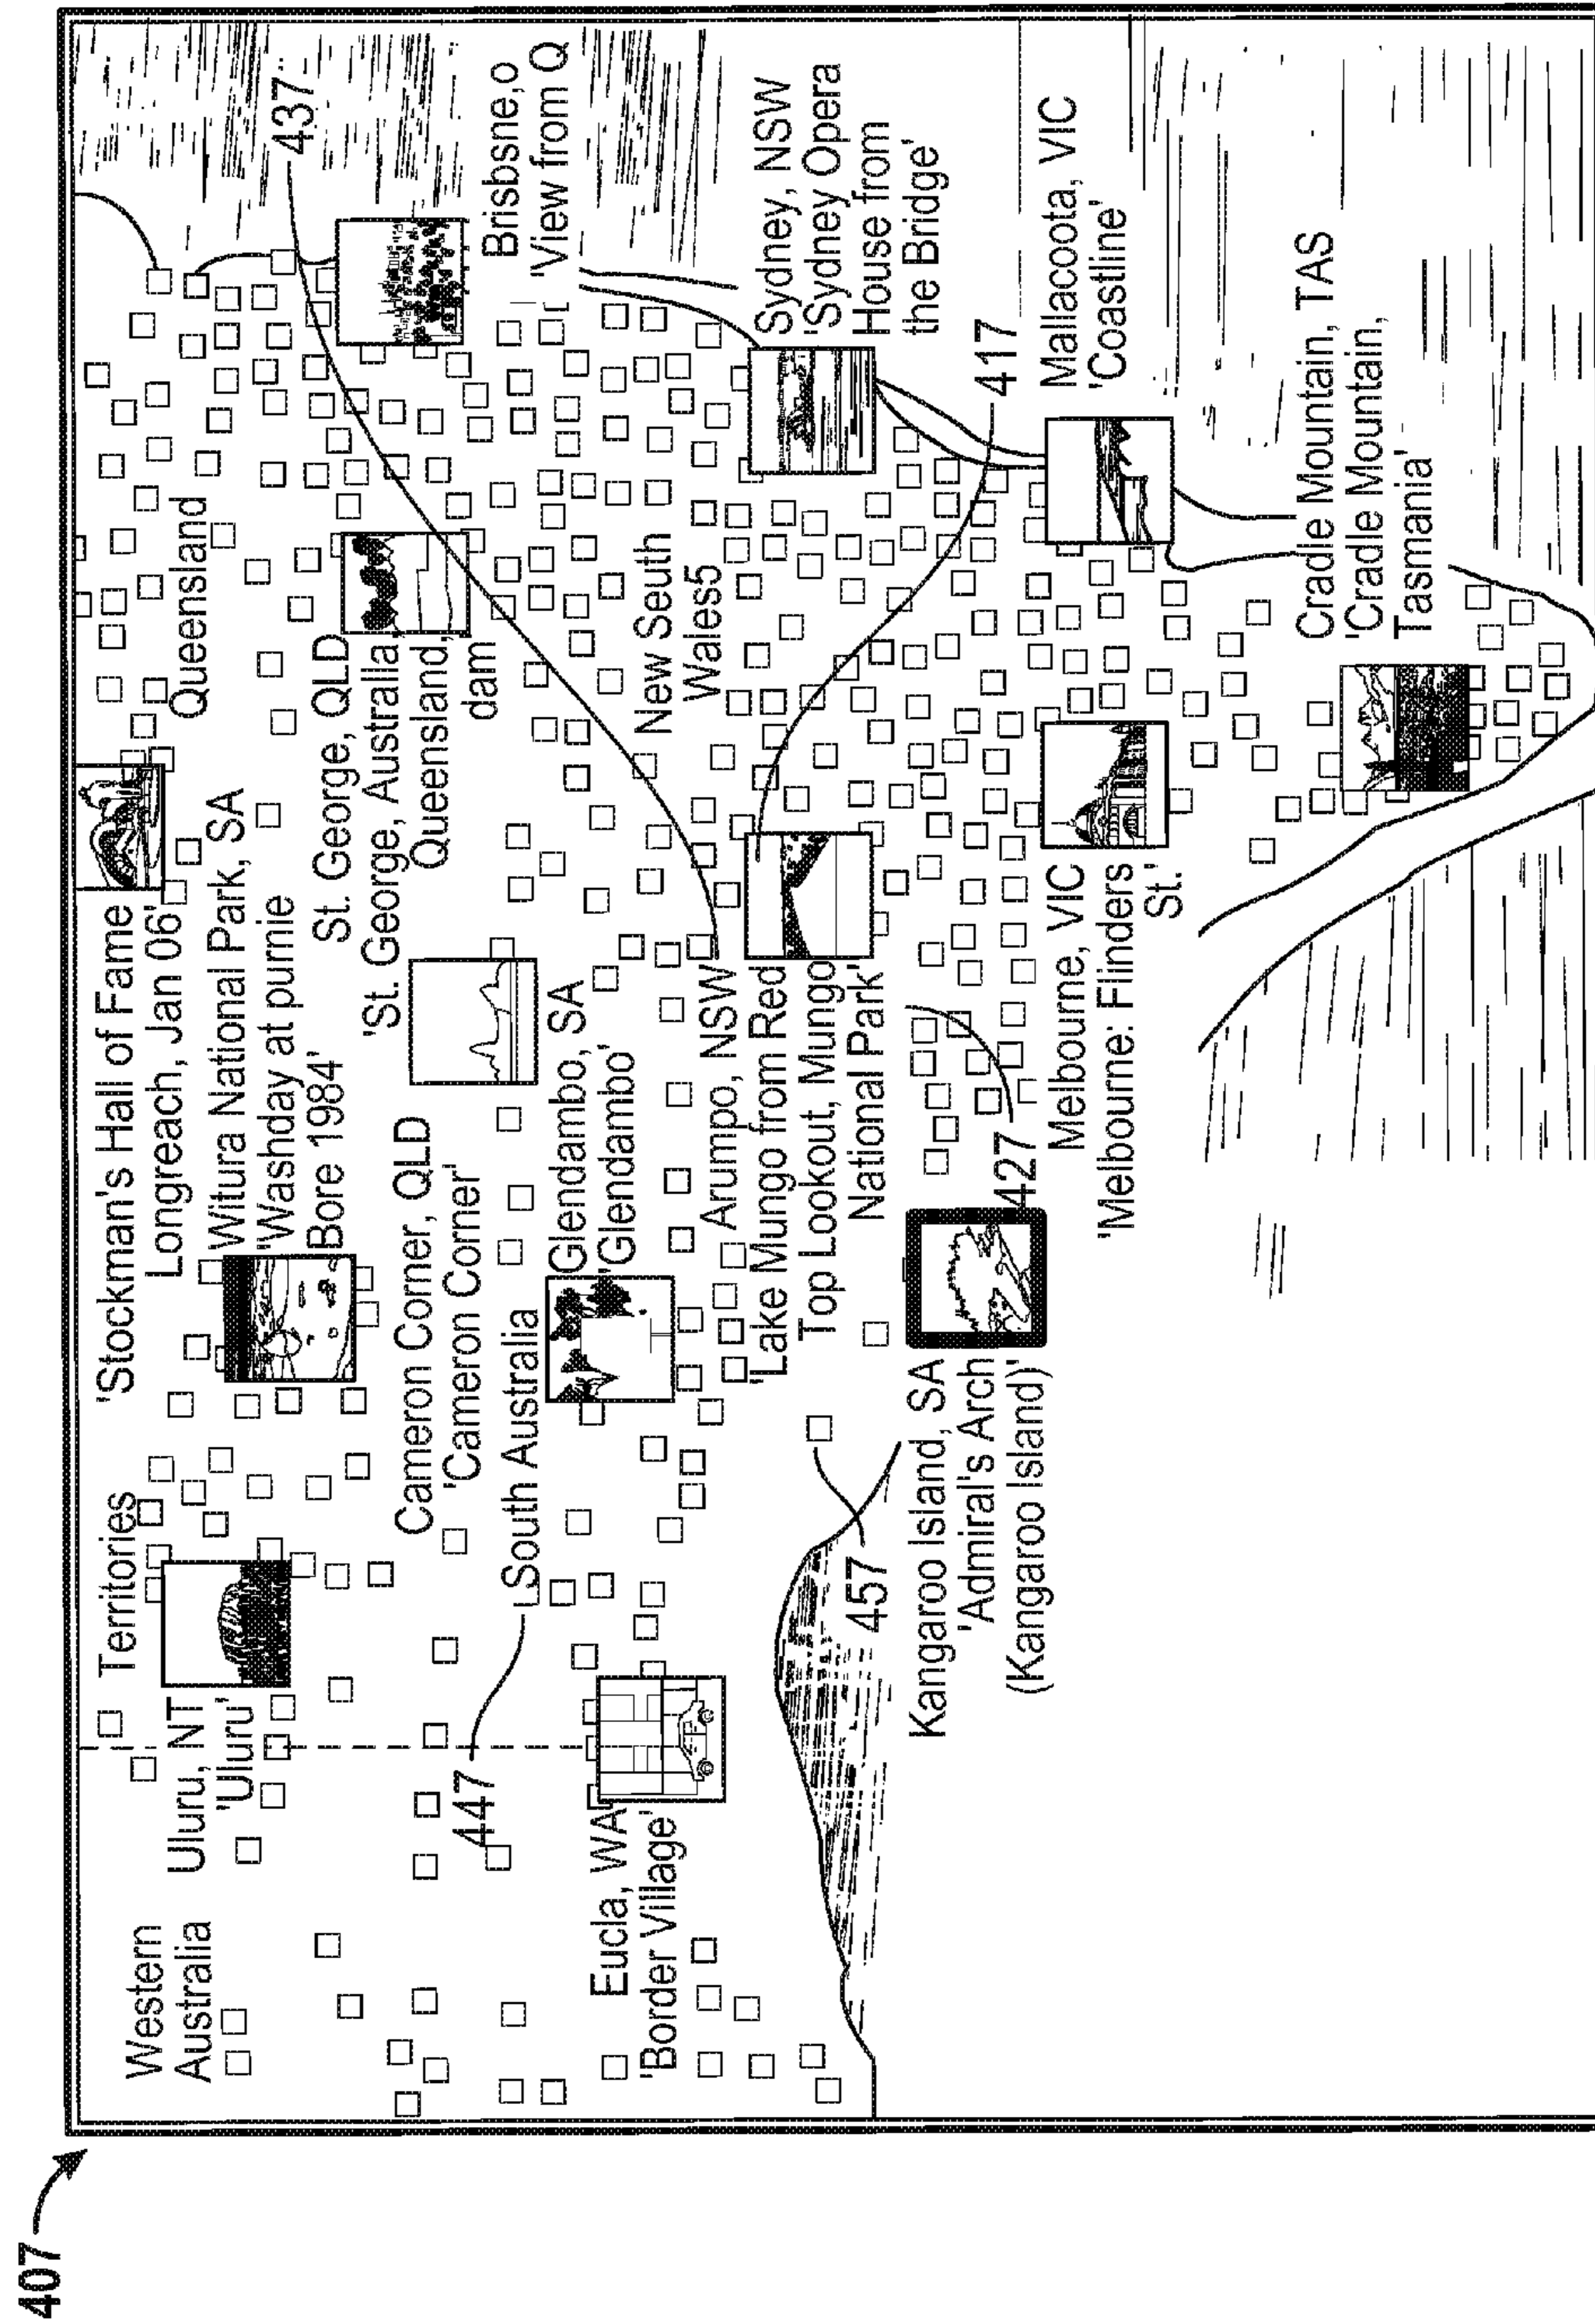 407
Western
Australia
Territories
Uluru, NT
'Uluru'
'Stockman's Hall of Fame
Longreach, Jan 06'
Witura National Park, SA
'Washday at purnie
Bore 1984'
Queensland
437
St. George, QLD
'St. George, Australia,
Queensland,
dam
Brisbsne,o
'View from Q
Cameron Corner, QLD
'Cameron Corner'
447
South Australia
Glendambo, SA
'Glendambo'
New Seuth
Wales5
Eucla, WA
'Border Village'
Arumpo, NSW
'Lake Mungo from Red
Top Lookout, Mungo
National Park'
Sydney, NSW
'Sydney Opera
House from
the Bridge'
417
457
427
Kangaroo Island, SA
'Admiral's Arch
(Kangaroo Island)'
Melbourne, VIC
'Melbourne: Flinders
St.'
Mallacoota, VIC
'Coastline'
Cradle Mountain, TAS
'Cradle Mountain,
Tasmania'